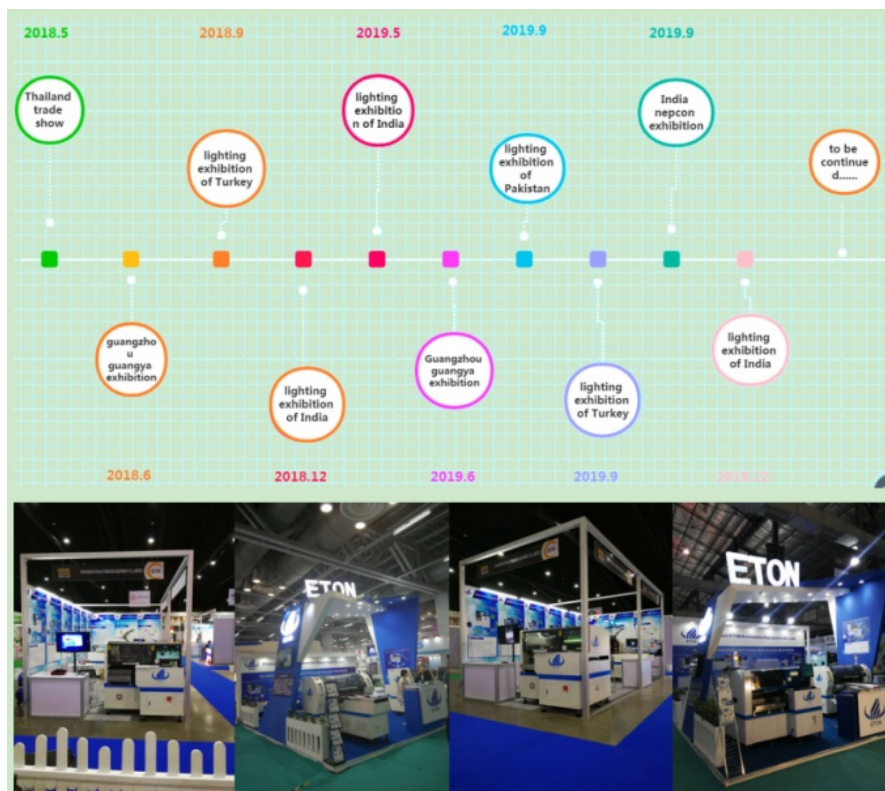 2018.5
2018.9
2019.5
2019.9
2019.9
Thailand
trade
show
lighting
exhibition
of Turkey
lighting
exhibitio
n of India
lighting
exhibition
of
Pakistan
India
nepcon
exhibition
to be
continue
d......
guangzho
u
guangya
exhibition
lighting
exhibition
of India
Guangzhou
guangya
exhibition
lighting
exhibition
of Turkey
lighting
exhibition
of India
2018.6
2018.12
2019.6
2019.9
2019.12
ETON
ETON
ETON